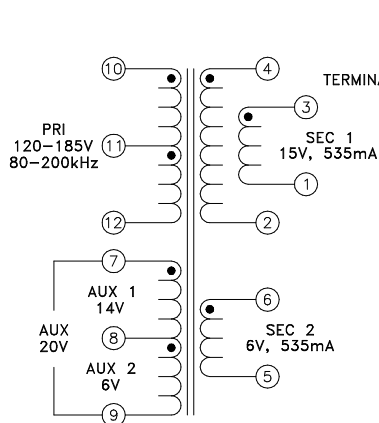 10
4
TERMINA
3
PRI
120-185V
80-200kHz
11
SEC 1
15V, 535mA
1
12
2
7
AUX 1
14V
6
AUX
20V
8
SEC 2
6V, 535mA
AUX 2
6V
5
9